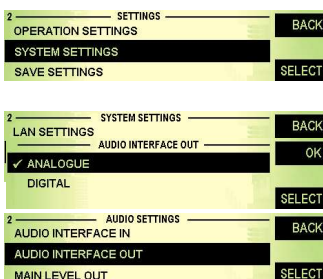 2 SETTINGS
BACK
OPERATION SETTINGS
SYSTEM SETTINGS
SAVE SETTINGS
SELECT
2 SYSTEM SETTINGS
BACK
LAN SETTINGS
AUDIO INTERFACE OUT
OK
✓ ANALOGUE
DIGITAL
SELECT
2 AUDIO SETTINGS
BACK
AUDIO INTERFACE IN
AUDIO INTERFACE OUT
MAIN LEVEL OUT
SELECT